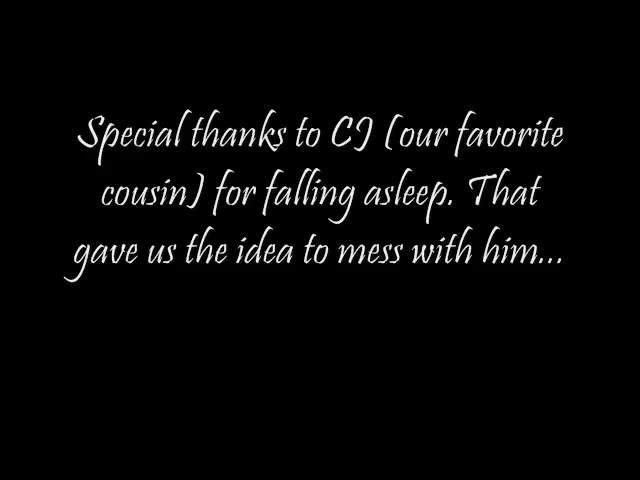 Special thanks to CJ (our favorite
cousin) for falling asleep. That
gave us the idea to mess with him...